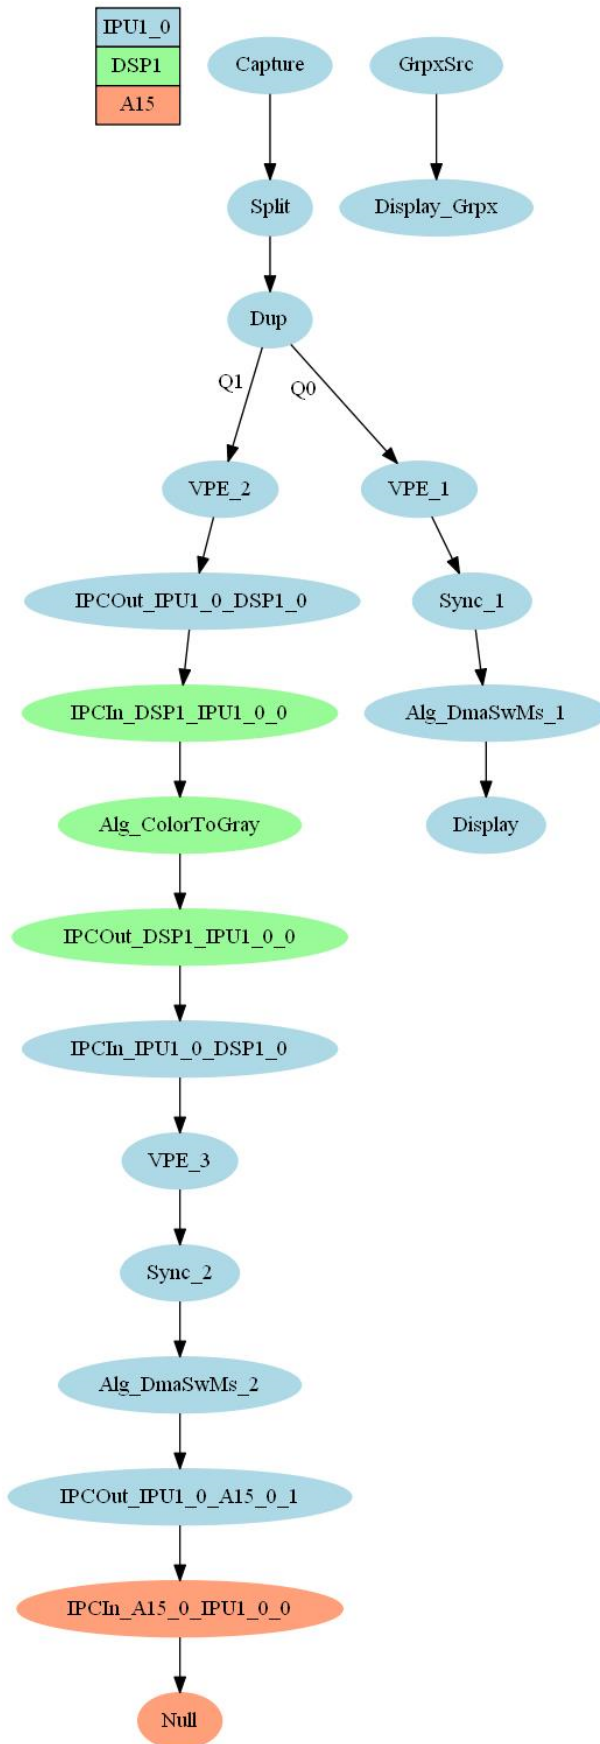 IPU1_0
DSP1
A15
Capture
GrpxSrc
Split
Display_Grpx
Dup
Q1
Q0
VPE_2
VPE_1
IPCOut_IPU1_0_DSP1_0
Sync_1
IPCIn_DSP1_IPU1_0_0
Alg_DmaSwMs_1
Alg_ColorToGray
Display
IPCOut_DSP1_IPU1_0_0
IPCIn_IPU1_0_DSP1_0
VPE_3
Sync_2
Alg_DmaSwMs_2
IPCOut_IPU1_0_A15_0_1
IPCIn_A15_0_IPU1_0_0
Null